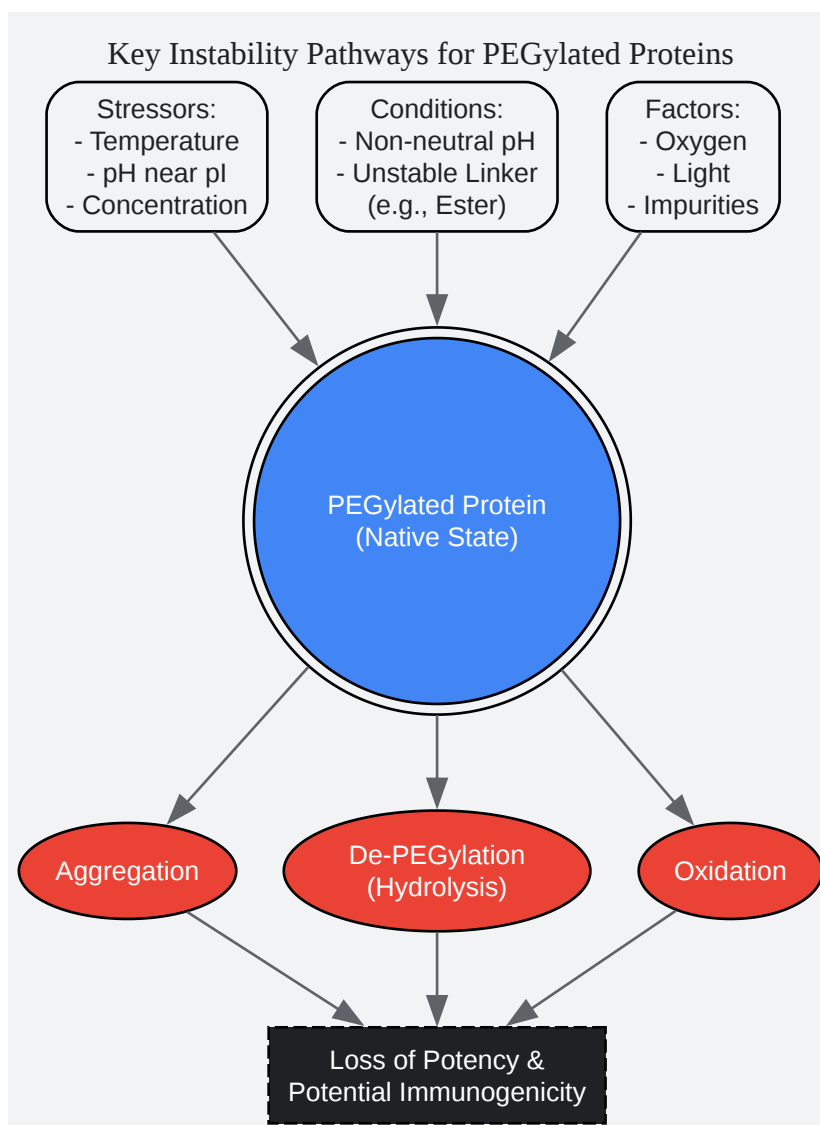 Key Instability Pathways for PEGylated Proteins
Stressors:
- Temperature
- pH near pI
- Concentration
Conditions:
- Non-neutral pH
- Unstable Linker
(e.g., Ester)
Factors:
- Oxygen
- Light
- Impurities
PEGylated Protein
(Native State)
Aggregation
De-PEGylation
(Hydrolysis)
Oxidation
Loss of Potency &
Potential Immunogenicity